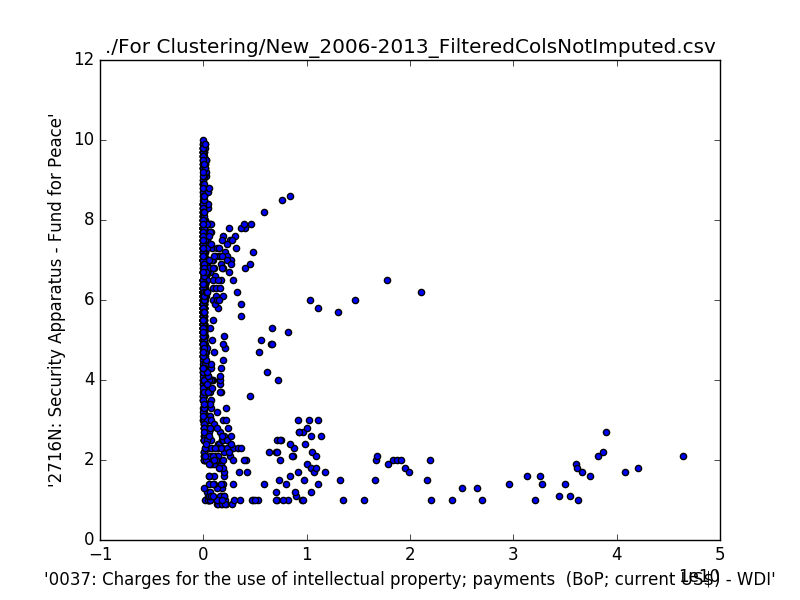 ./For Clustering/New_2006-2013_FilteredColsNotImputed.csv
12
10
8
6
4
2
0
'2716N: Security Apparatus - Fund for Peace'
−1 0 1 2 3 4 5
1e10
'0037: Charges for the use of intellectual property; payments  (BoP; current US$) - WDI'